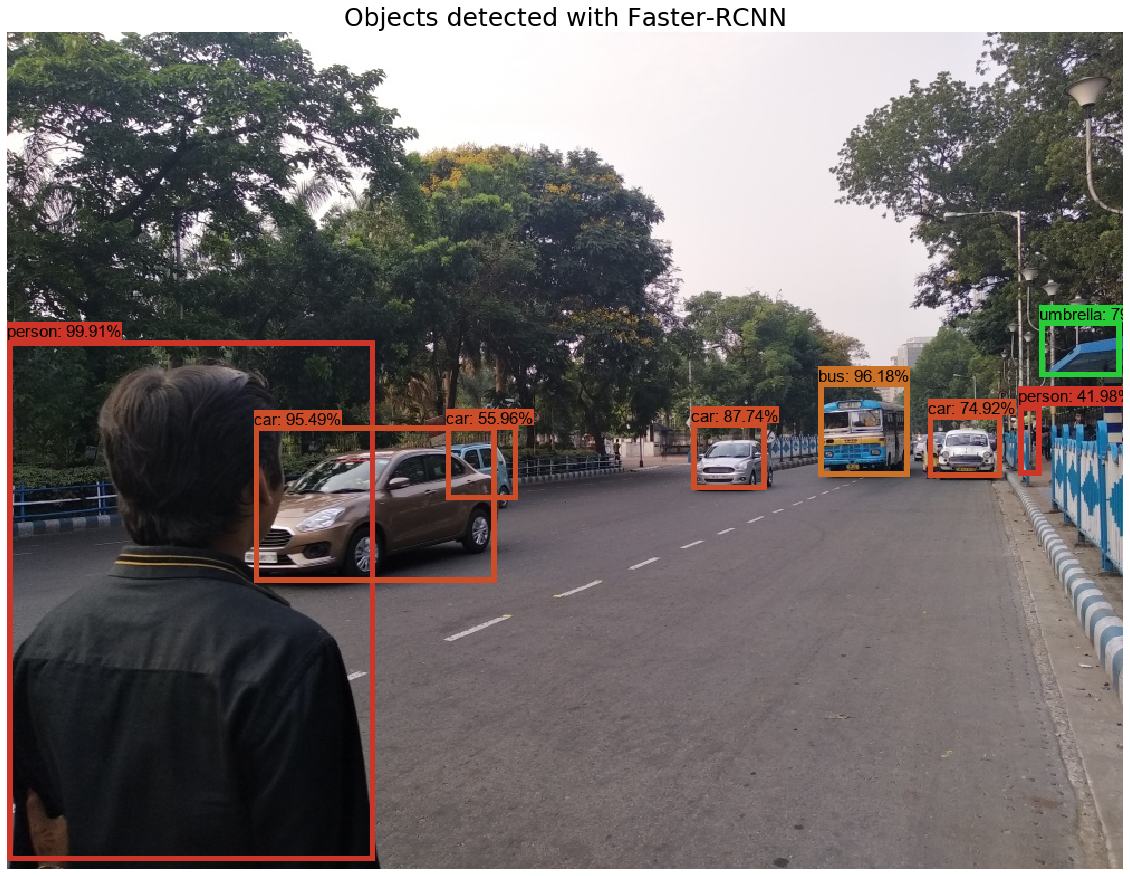 Objects detected with Faster-RCNN
umbrella: 79
person: 99.91%
bus: 96.18%
person: 41.98%
car: 74.92%
car: 87.74%
car: 55.96%
car: 95.49%